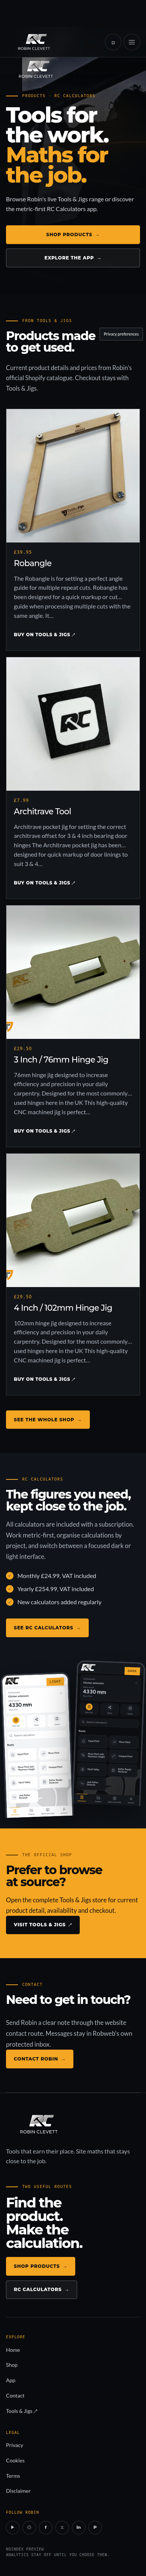 RC
ROBIN CLEVETT
RC
ROBIN CLEVETT
PRODUCTS · RC CALCULATORS
Tools for
the work.
Maths for
the job.
Browse Robin's live Tools & Jigs range or discover
the metric-first RC Calculators app.
SHOP PRODUCTS →
EXPLORE THE APP →
FROM TOOLS & JIGS
Products made
to get used.
Privacy preferences
Current product details and prices from Robin's
official Shopify catalogue. Checkout stays with
Tools & Jigs.
£39.95
Robangle
The Robangle is for setting a perfect angle
guide for multiple repeat cuts. Robangle has
been designed for a quick markup or cut...
guide when processing multiple cuts with the
same angle. It...
BUY ON TOOLS & JIGS ↗
RC
£7.99
Architrave Tool
Architrave pocket jig for setting the correct
architrave offset for 3 & 4 inch bearing door
hinges The Architrave pocket jig has been...
designed for quick markup of door linings to
suit 3 & 4...
BUY ON TOOLS & JIGS ↗
RC
£29.50
3 Inch / 76mm Hinge Jig
76mm hinge jig designed to increase
efficiency and precision in your daily
carpentry. Designed for the most commonly...
used hinges here in the UK This high-quality
CNC machined jig is perfect...
BUY ON TOOLS & JIGS ↗
RC
£29.50
4 Inch / 102mm Hinge Jig
102mm hinge jig designed to increase
efficiency and precision in your daily
carpentry. Designed for the most commonly...
used hinges here in the UK This high-quality
CNC machined jig is perfect...
BUY ON TOOLS & JIGS ↗
SEE THE WHOLE SHOP →
RC CALCULATORS
The figures you need,
kept close to the job.
All calculators are included with a subscription.
Work metric-first, organise calculations by
project, and switch between a focused dark or
light interface.
Monthly £24.99, VAT included
Yearly £254.99, VAT included
New calculators added regularly
SEE RC CALCULATORS →
RC
LIGHT
4330 mm
RC
DARK
4330 mm
THE OFFICIAL SHOP
Prefer to browse
at source?
Open the complete Tools & Jigs store for current
product detail, availability and checkout.
VISIT TOOLS & JIGS ↗
CONTACT
Need to get in touch?
Send Robin a clear note through the website
contact route. Messages stay in Robweb's own
protected inbox.
CONTACT ROBIN →
RC
ROBIN CLEVETT
Tools that earn their place. Site maths that stays
close to the job.
TWO USEFUL ROUTES
Find the
product.
Make the
calculation.
SHOP PRODUCTS →
RC CALCULATORS →
EXPLORE
Home
Shop
App
Contact
Tools & Jigs ↗
LEGAL
Privacy
Cookies
Terms
Disclaimer
FOLLOW ROBIN
NOINDEX PREVIEW
ANALYTICS STAY OFF UNTIL YOU CHOOSE THEM.